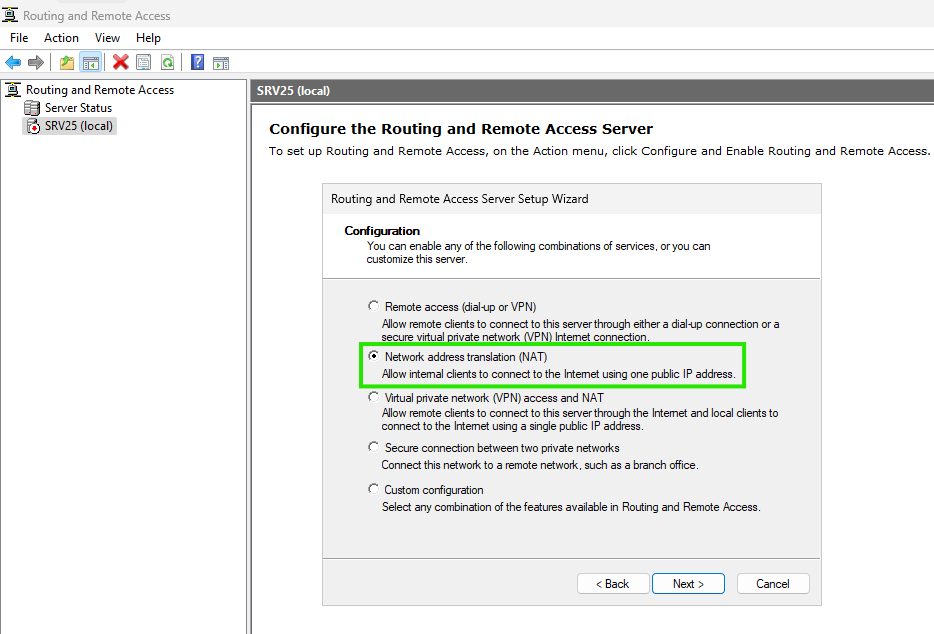 Routing and Remote Access
File Action View Help
Routing and Remote Access
Server Status
SRV25 (local)
SRV25 (local)
Configure the Routing and Remote Access Server
To set up Routing and Remote Access, on the Action menu, click Configure and Enable Routing and Remote Access.
Routing and Remote Access Server Setup Wizard
Configuration
You can enable any of the following combinations of services, or you can
customize this server.
Remote access (dial-up or VPN)
Allow remote clients to connect to this server through either a dial-up connection or a
secure virtual private network (VPN) Internet connection.
Network address translation (NAT)
Allow internal clients to connect to the Internet using one public IP address.
Virtual private network (VPN) access and NAT
Allow remote clients to connect to this server through the Internet and local clients to
connect to the Internet using a single public IP address.
Secure connection between two private networks
Connect this network to a remote network, such as a branch office.
Custom configuration
Select any combination of the features available in Routing and Remote Access.
< Back Next > Cancel